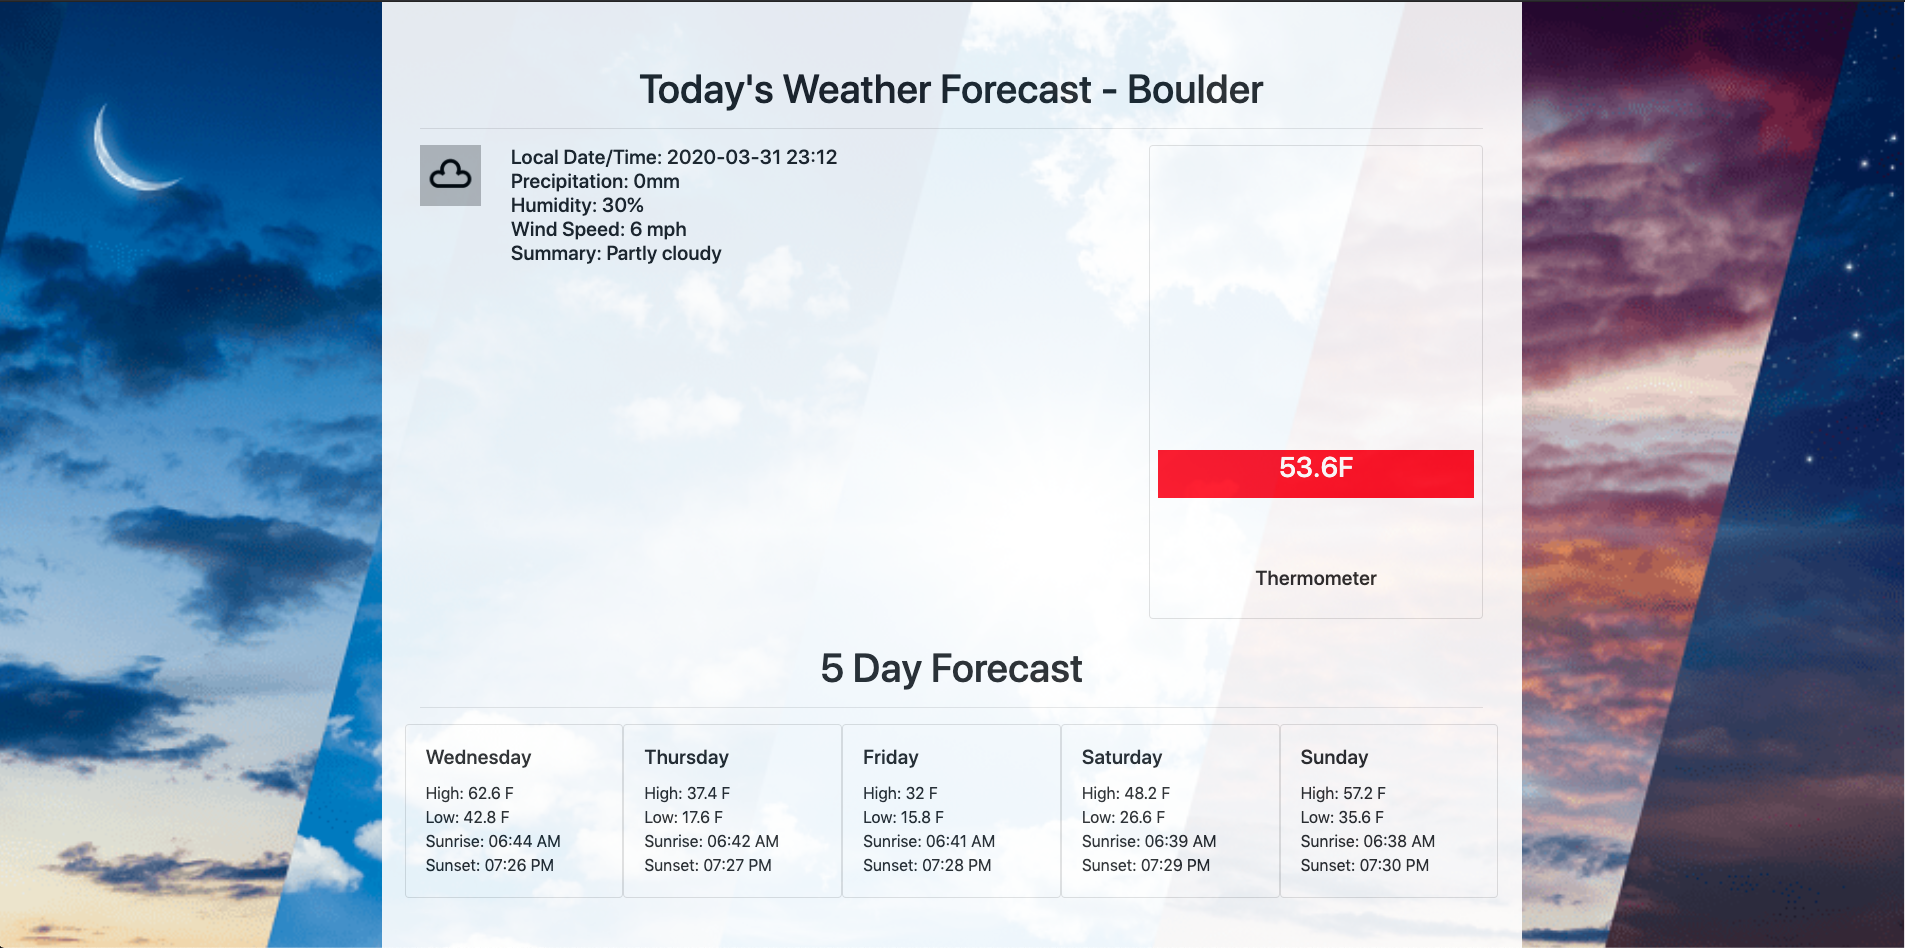 Today's Weather Forecast - Boulder
Local Date/Time: 2020-03-31 23:12
Precipitation: 0mm
Humidity: 30%
Wind Speed: 6 mph
Summary: Partly cloudy
53.6F
Thermometer
5 Day Forecast
Wednesday
High: 62.6 F
Low: 42.8 F
Sunrise: 06:44 AM
Sunset: 07:26 PM
Thursday
High: 37.4 F
Low: 17.6 F
Sunrise: 06:42 AM
Sunset: 07:27 PM
Friday
High: 32 F
Low: 15.8 F
Sunrise: 06:41 AM
Sunset: 07:28 PM
Saturday
High: 48.2 F
Low: 26.6 F
Sunrise: 06:39 AM
Sunset: 07:29 PM
Sunday
High: 57.2 F
Low: 35.6 F
Sunrise: 06:38 AM
Sunset: 07:30 PM